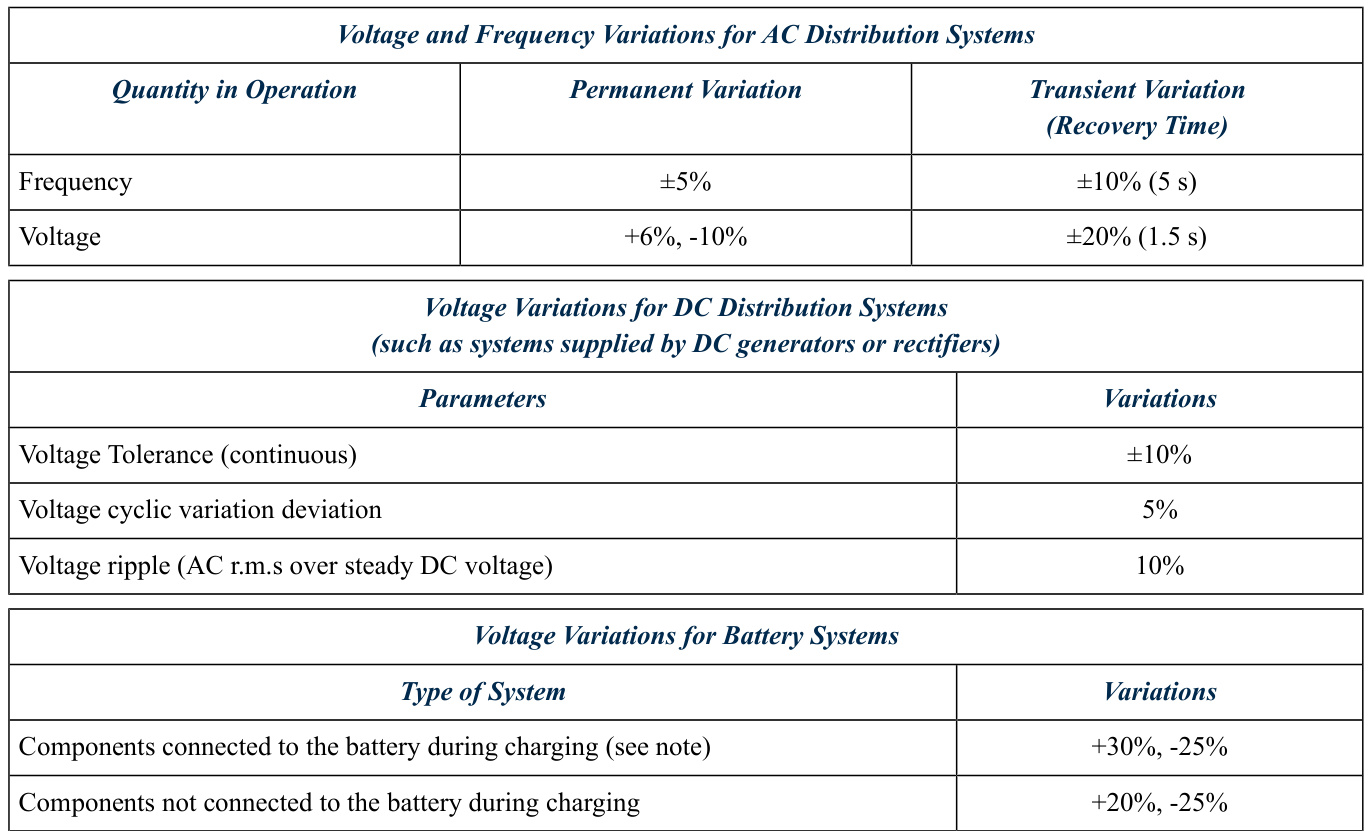 Voltage and Frequency Variations for AC Distribution Systems
Quantity in Operation Permanent Variation Transient Variation
(Recovery Time)
Frequency ±5% ±10% (5 s)
Voltage +6%, -10% ±20% (1.5 s)
Voltage Variations for DC Distribution Systems
(such as systems supplied by DC generators or rectifiers)
Parameters Variations
Voltage Tolerance (continuous) ±10%
Voltage cyclic variation deviation 5%
Voltage ripple (AC r.m.s over steady DC voltage) 10%
Voltage Variations for Battery Systems
Type of System Variations
Components connected to the battery during charging (see note) +30%, -25%
Components not connected to the battery during charging +20%, -25%